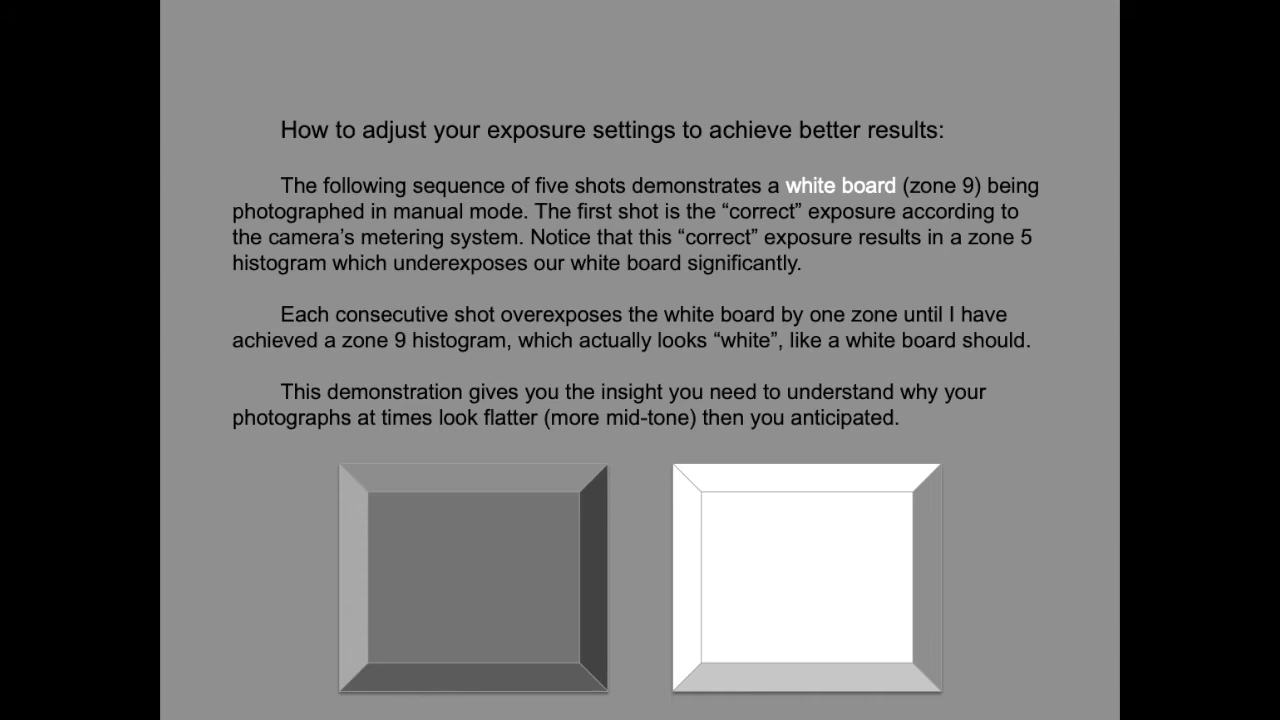 How to adjust your exposure settings to achieve better results:
The following sequence of five shots demonstrates a white board (zone 9) being
photographed in manual mode. The first shot is the “correct” exposure according to
the camera’s metering system. Notice that this “correct” exposure results in a zone 5
histogram which underexposes our white board significantly.
Each consecutive shot overexposes the white board by one zone until I have
achieved a zone 9 histogram, which actually looks “white”, like a white board should.
This demonstration gives you the insight you need to understand why your
photographs at times look flatter (more mid-tone) then you anticipated.